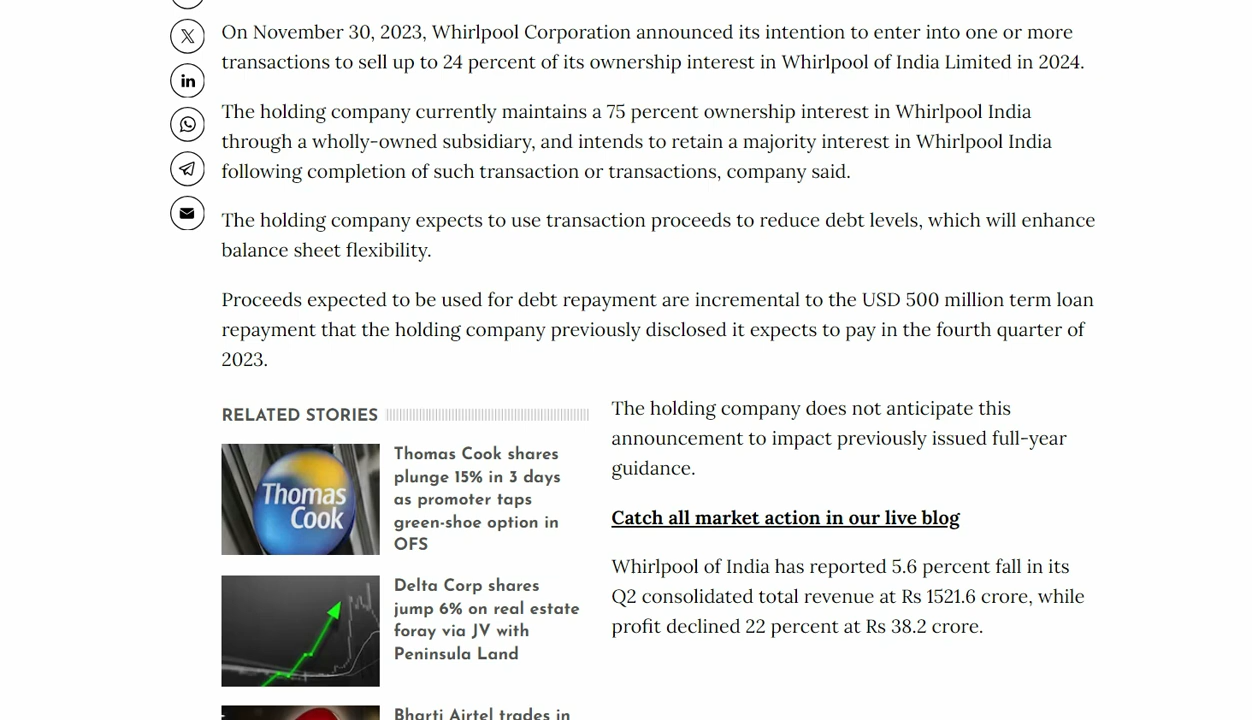 On November 30, 2023, Whirlpool Corporation announced its intention to enter into one or more
transactions to sell up to 24 percent of its ownership interest in Whirlpool of India Limited in 2024.
The holding company currently maintains a 75 percent ownership interest in Whirlpool India
through a wholly-owned subsidiary, and intends to retain a majority interest in Whirlpool India
following completion of such transaction or transactions, company said.
The holding company expects to use transaction proceeds to reduce debt levels, which will enhance
balance sheet flexibility.
Proceeds expected to be used for debt repayment are incremental to the USD 500 million term loan
repayment that the holding company previously disclosed it expects to pay in the fourth quarter of
2023.
RELATED STORIES
Thomas Cook
Thomas Cook shares
plunge 15% in 3 days
as promoter taps
green-shoe option in
OFS
Delta Corp shares
jump 6% on real estate
foray via JV with
Peninsula Land
Bharti Airtel trades in
The holding company does not anticipate this
announcement to impact previously issued full-year
guidance.
Catch all market action in our live blog
Whirlpool of India has reported 5.6 percent fall in its
Q2 consolidated total revenue at Rs 1521.6 crore, while
profit declined 22 percent at Rs 38.2 crore.